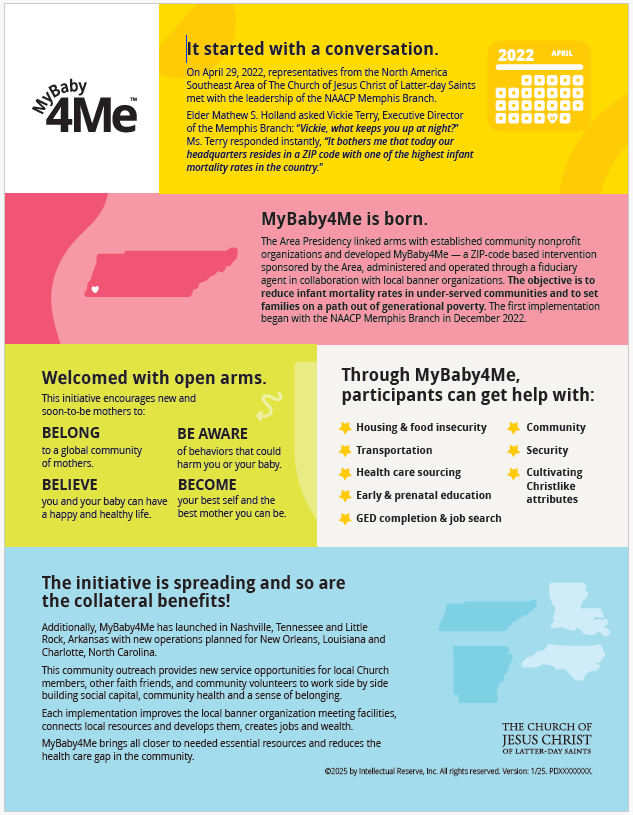 MyBaby
4Me™
It started with a conversation.
On April 29, 2022, representatives from the North America
Southeast Area of The Church of Jesus Christ of Latter-day Saints
met with the leadership of the NAACP Memphis Branch.
Elder Mathew S. Holland asked Vickie Terry, Executive Director
of the Memphis Branch: “Vickie, what keeps you up at night?”
Ms. Terry responded instantly, “It bothers me that today our
headquarters resides in a ZIP code with one of the highest infant
mortality rates in the country.”
2022 APRIL
MyBaby4Me is born.
The Area Presidency linked arms with established community nonprofit
organizations and developed MyBaby4Me — a ZIP-code based intervention
sponsored by the Area, administered and operated through a fiduciary
agent in collaboration with local banner organizations. The objective is to
reduce infant mortality rates in under-served communities and to set
families on a path out of generational poverty. The first implementation
began with the NAACP Memphis Branch in December 2022.
Welcomed with open arms.
This initiative encourages new and
soon-to-be mothers to:
BELONG
to a global community
of mothers.
BE AWARE
of behaviors that could
harm you or your baby.
BELIEVE
you and your baby can have
a happy and healthy life.
BECOME
your best self and the
best mother you can be.
Through MyBaby4Me,
participants can get help with:
Housing & food insecurity
Transportation
Health care sourcing
Early & prenatal education
GED completion & job search
Community
Security
Cultivating
Christlike
attributes
The initiative is spreading and so are
the collateral benefits!
Additionally, MyBaby4Me has launched in Nashville, Tennessee and Little
Rock, Arkansas with new operations planned for New Orleans, Louisiana and
Charlotte, North Carolina.
This community outreach provides new service opportunities for local Church
members, other faith friends, and community volunteers to work side by side
building social capital, community health and a sense of belonging.
Each implementation improves the local banner organization meeting facilities,
connects local resources and develops them, creates jobs and wealth.
MyBaby4Me brings all closer to needed essential resources and reduces the
health care gap in the community.
THE CHURCH OF
JESUS CHRIST
OF LATTER-DAY SAINTS
©2025 by Intellectual Reserve, Inc. All rights reserved. Version: 1/25. PDXXXXXXXX.